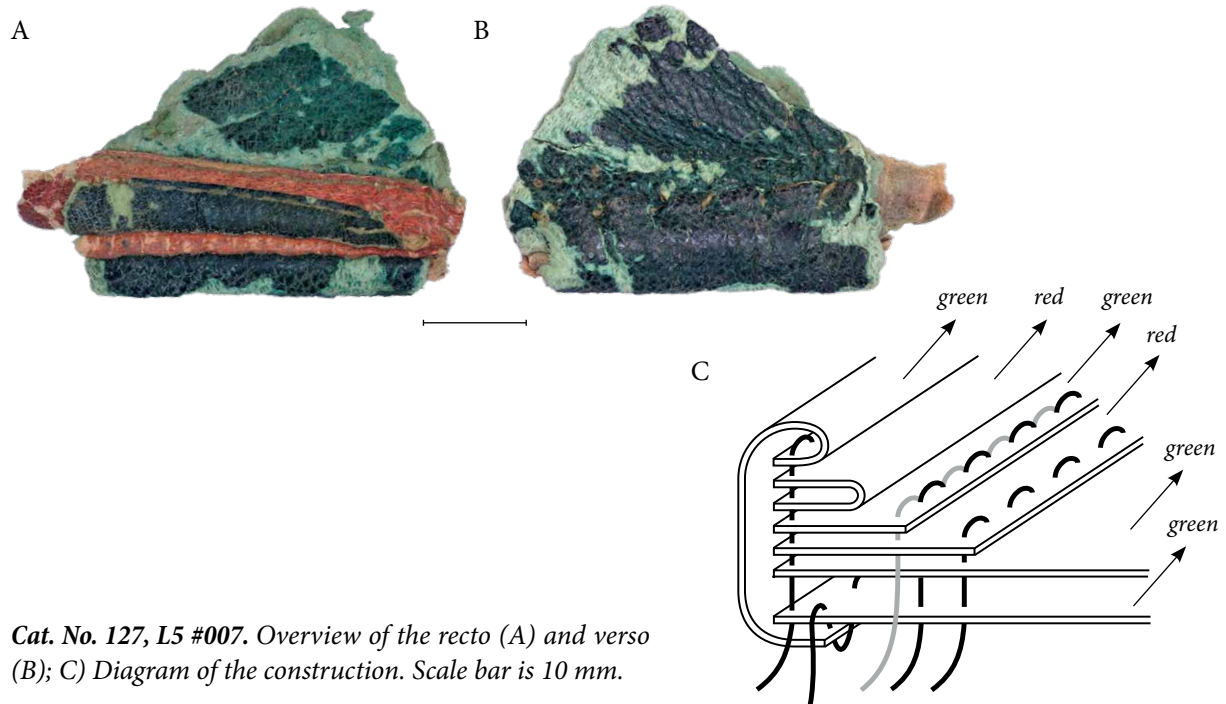 A
B
green
red
green
red
C
green
green
Cat. No. 127, L5 #007. Overview of the recto (A) and verso
(B); C) Diagram of the construction. Scale bar is 10 mm.